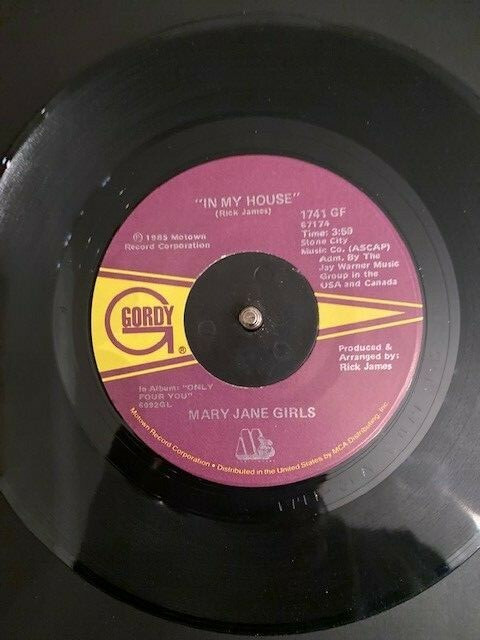 "IN MY HOUSE"
(Rick James)
1741 GF
67174
Time: 3:59
Stone City
Music Co. (ASCAP)
Adm. By The
Jay Warner Music
Group in the
USA and Canada
℗ 1985 Motown
Record Corporation
GORDY
G
®
Produced &
Arranged by:
Rick James
In Album: "ONLY
FOUR YOU"
6092GL
MARY JANE GIRLS
M
Motown Record Corporation • Distributed in the United States by MCA Distributing, Inc.